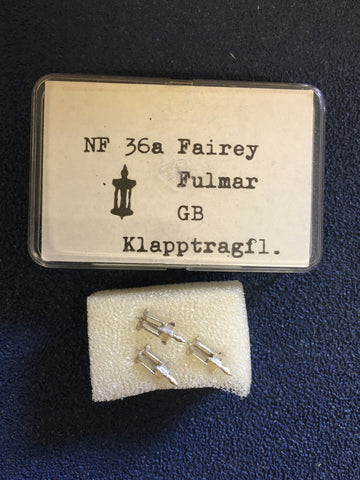 NF 36a Fairey
Fulmar
GB
Klapptragfl.